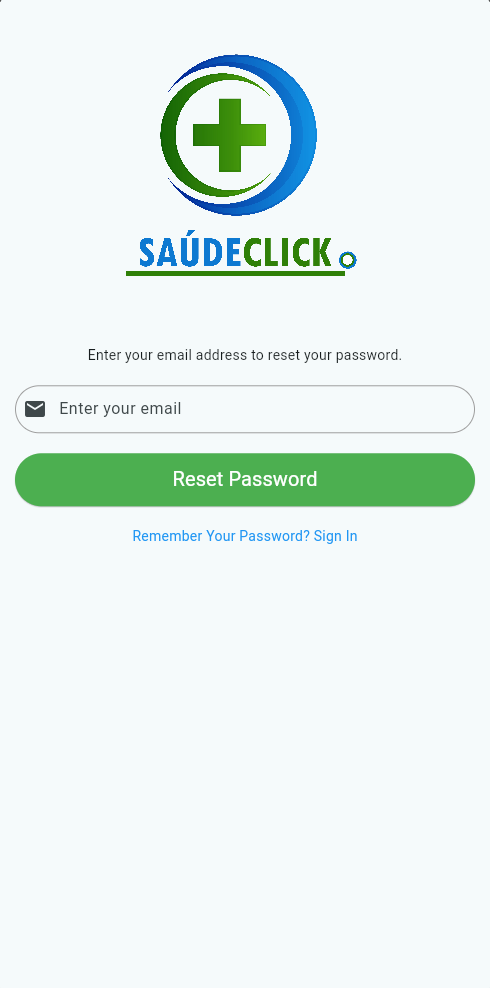 SAÚDECLICK
Enter your email address to reset your password.
Enter your email
Reset Password
Remember Your Password? Sign In